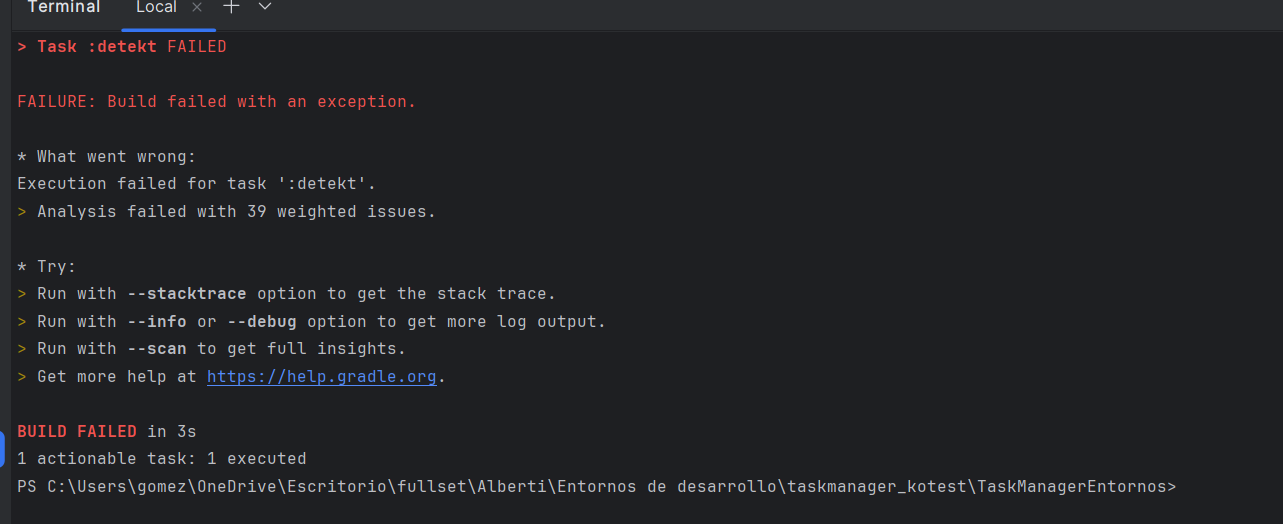 Terminal Local × + ∨
> Task :detekt FAILED
FAILURE: Build failed with an exception.
* What went wrong:
Execution failed for task ':detekt'.
> Analysis failed with 39 weighted issues.
* Try:
> Run with --stacktrace option to get the stack trace.
> Run with --info or --debug option to get more log output.
> Run with --scan to get full insights.
> Get more help at https://help.gradle.org.
BUILD FAILED in 3s
1 actionable task: 1 executed
PS C:\Users\gomez\OneDrive\Escritorio\fullset\Alberti\Entornos de desarrollo\taskmanager_kotest\TaskManagerEntornos>